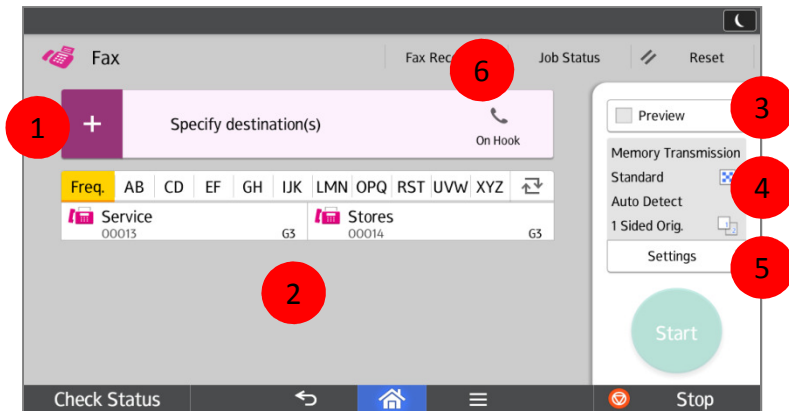 Fax
Fax Rec
6
Job Status
Reset
1
+
Specify destination(s)
On Hook
Preview
3
Memory Transmission
Standard
4
Auto Detect
1 Sided Orig.
1
2
Settings
5
Freq. AB CD EF GH IJK LMN OPQ RST UVW XYZ
Service
00013 G3
Stores
00014 G3
2
Start
Check Status
Stop